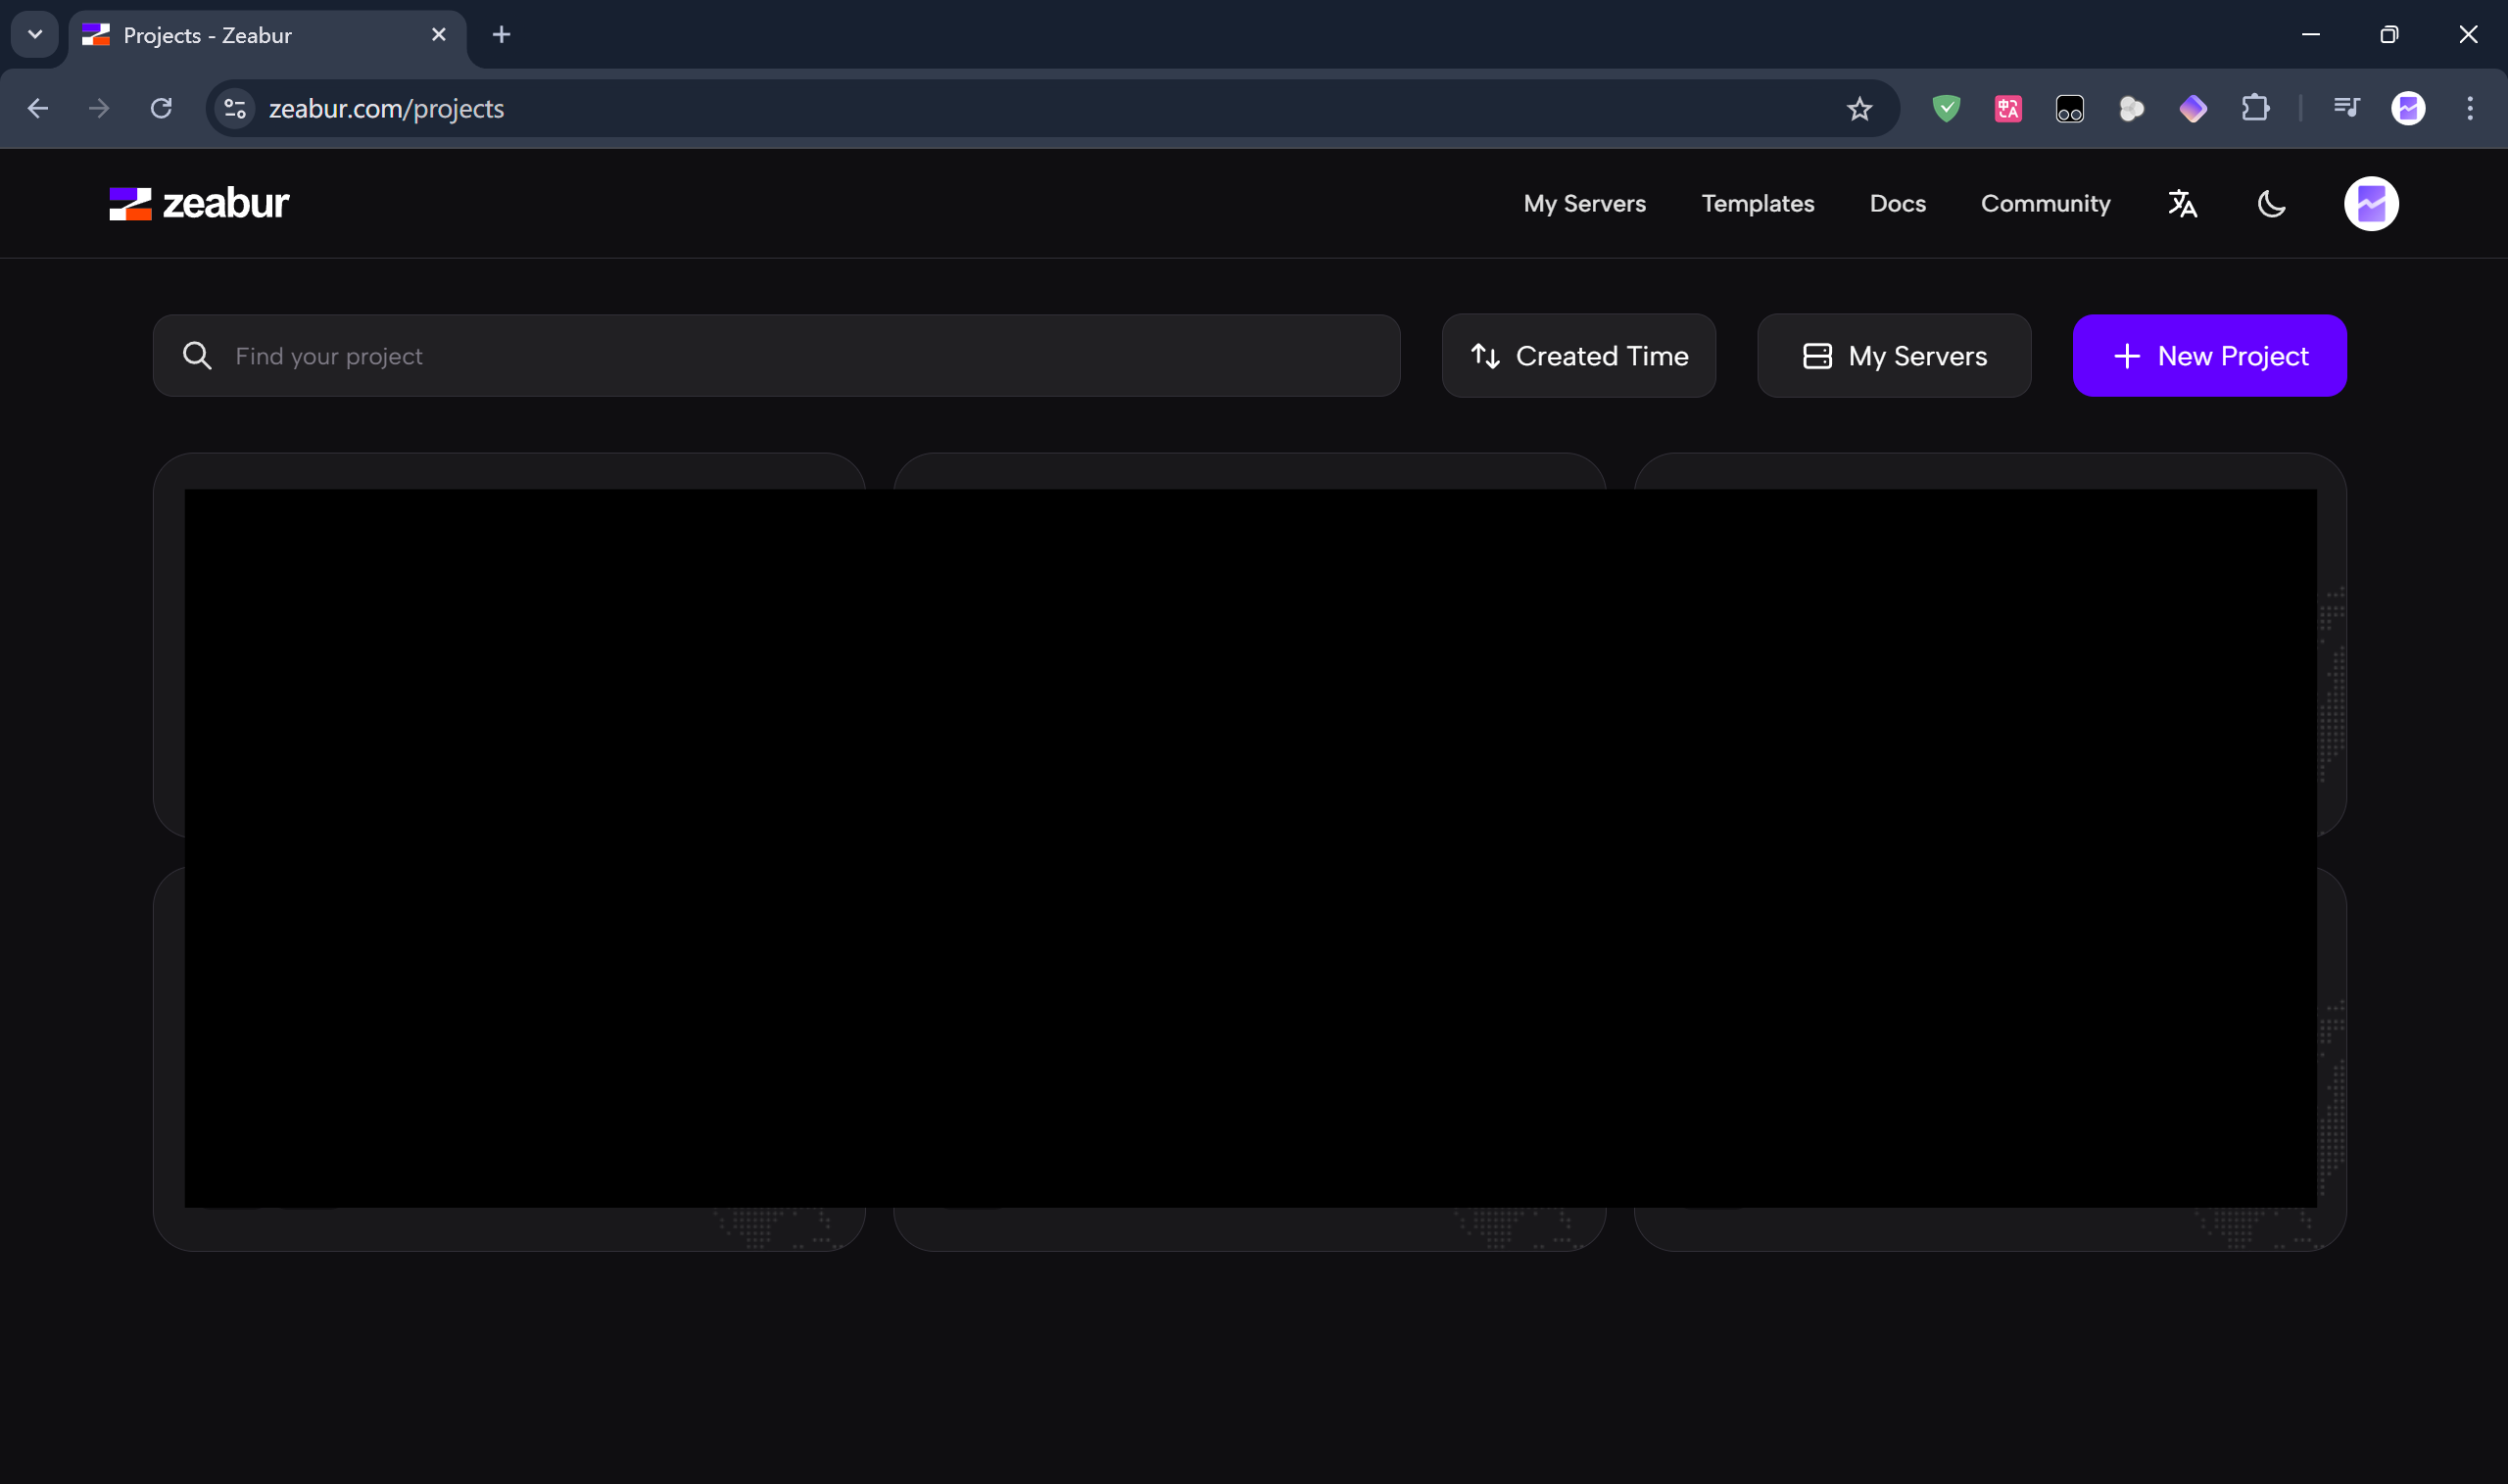 Projects - Zeabur
zeabur.com/projects
zeabur
My Servers
Templates
Docs
Community
Find your project
Created Time
My Servers
New Project